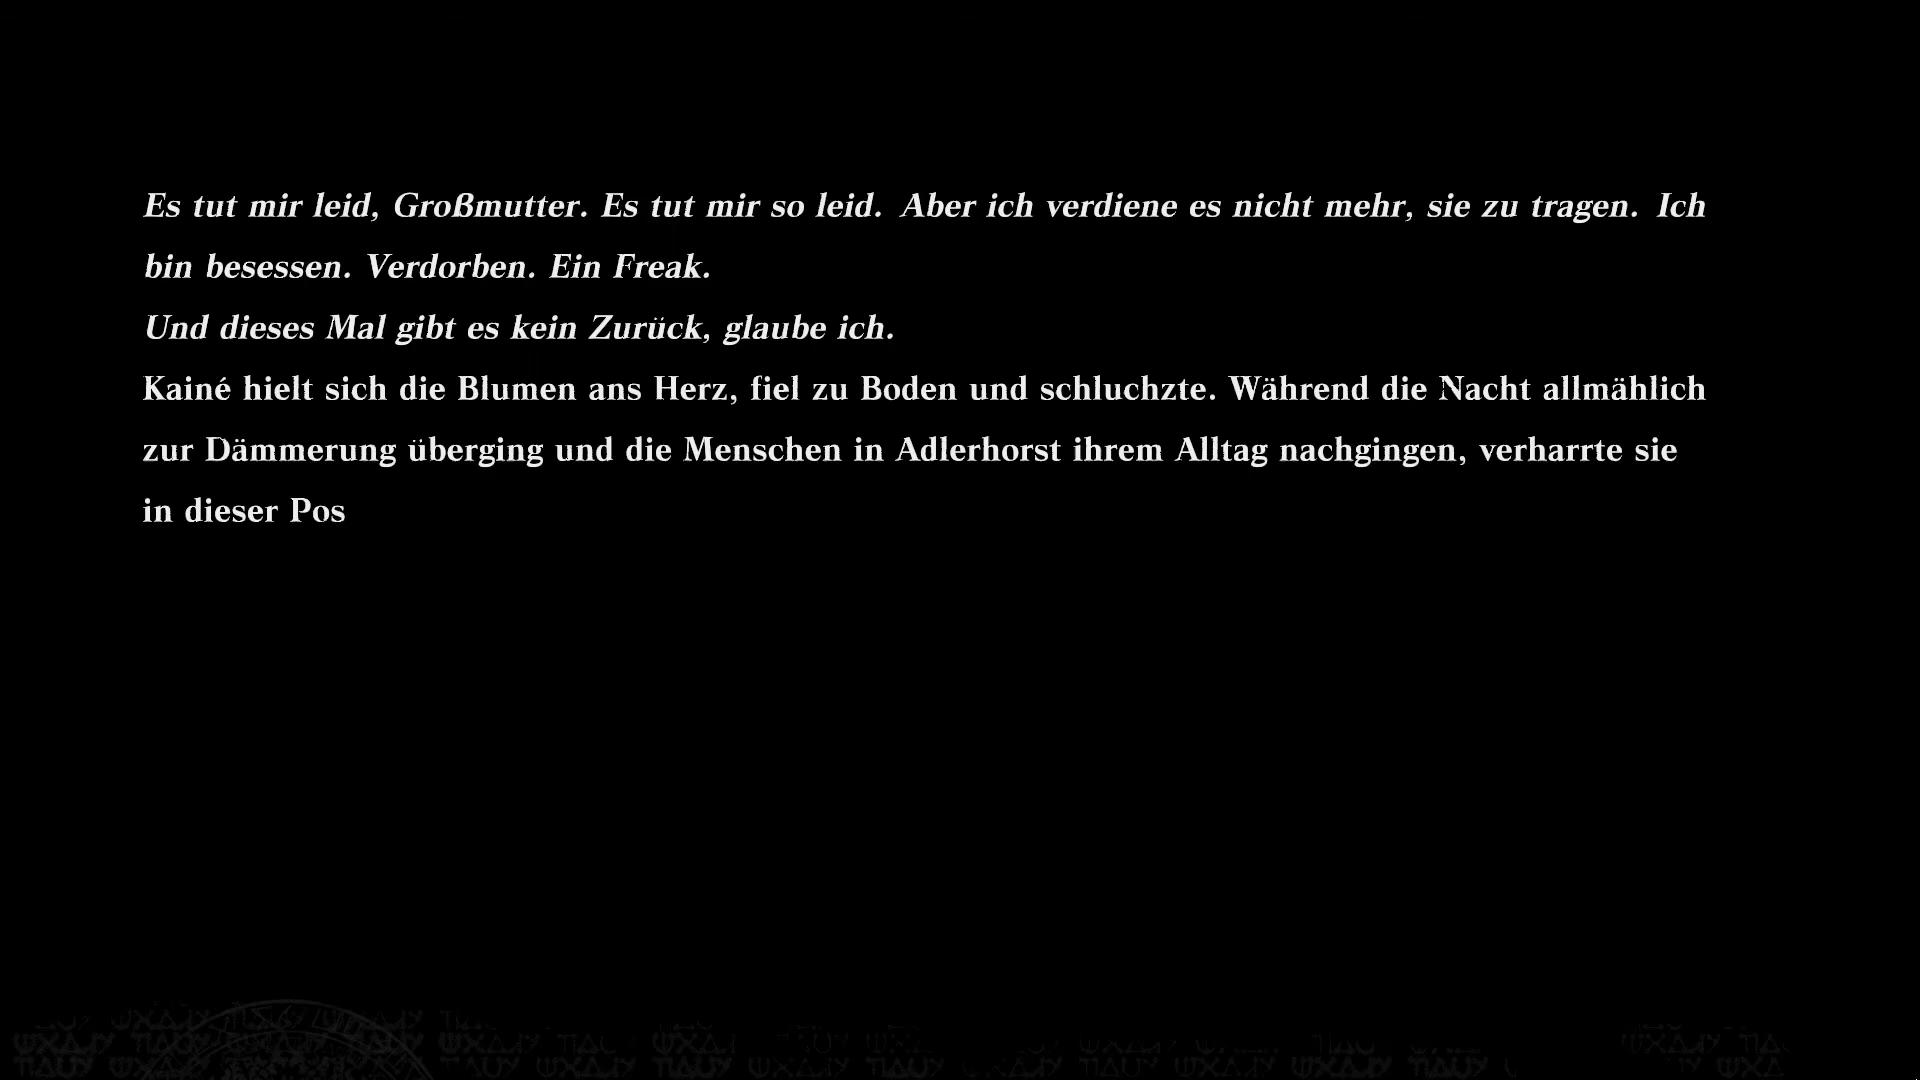 Es tut mir leid, Großmutter. Es tut mir so leid. Aber ich verdiene es nicht mehr, sie zu tragen. Ich
bin besessen. Verdorben. Ein Freak.
Und dieses Mal gibt es kein Zurück, glaube ich.
Kainé hielt sich die Blumen ans Herz, fiel zu Boden und schluchzte. Während die Nacht allmählich
zur Dämmerung überging und die Menschen in Adlerhorst ihrem Alltag nachgingen, verharrte sie
in dieser Pos